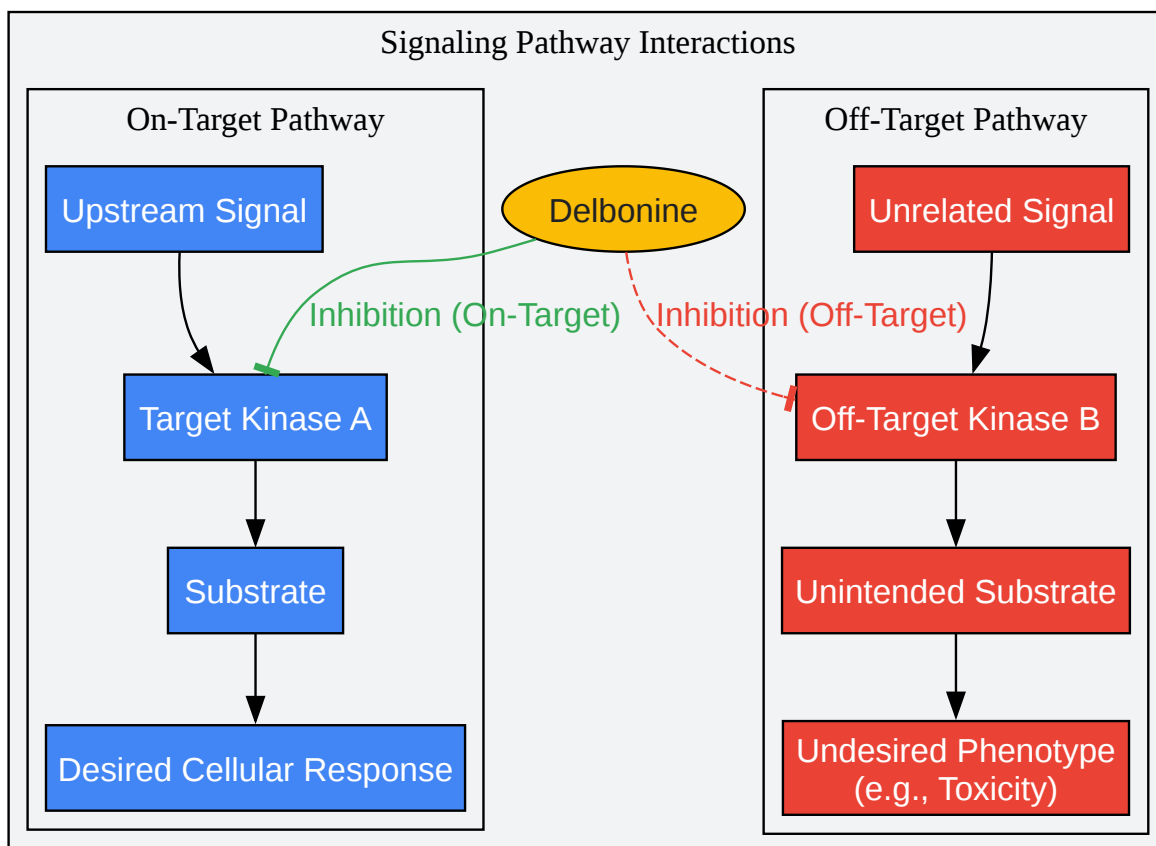 Signaling Pathway Interactions
On-Target Pathway
Off-Target Pathway
Upstream Signal
Delbonine
Unrelated Signal
Inhibition (On-Target)
Inhibition (Off-Target)
Target Kinase A
Off-Target Kinase B
Substrate
Unintended Substrate
Desired Cellular Response
Undesired Phenotype
(e.g., Toxicity)